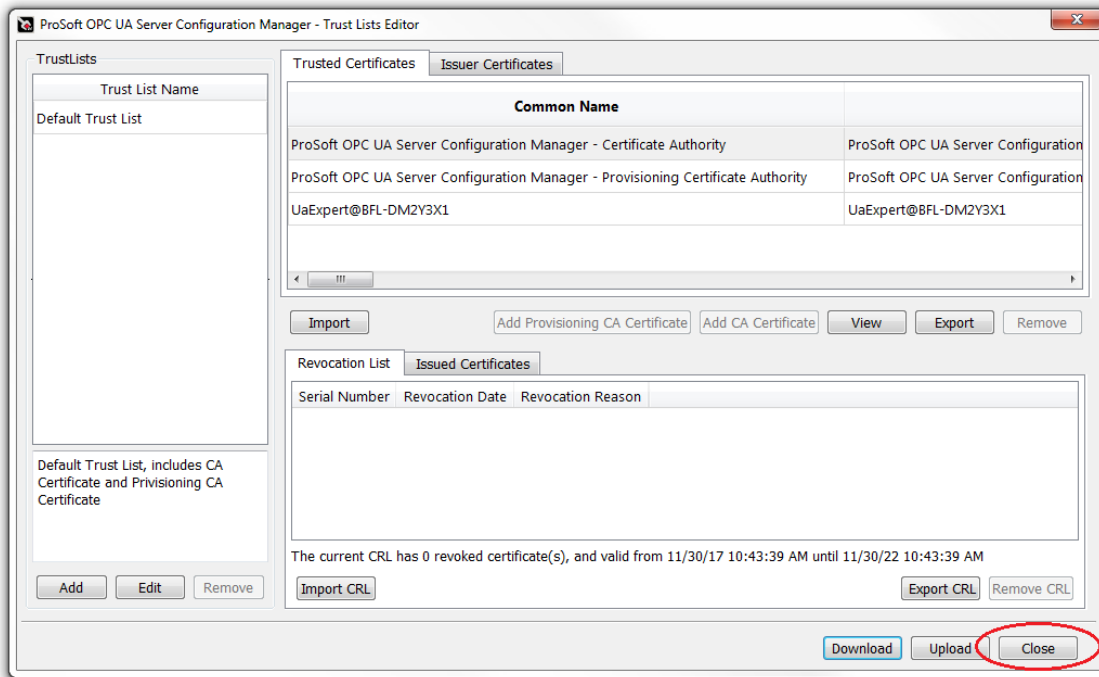 ProSoft OPC UA Server Configuration Manager - Trust Lists Editor
TrustLists
Trust List Name
Default Trust List
Default Trust List, includes CA
Certificate and Privisioning CA
Certificate
Add Edit Remove
Trusted Certificates Issuer Certificates
Common Name
ProSoft OPC UA Server Configuration Manager - Certificate Authority ProSoft OPC UA Server Configuration
ProSoft OPC UA Server Configuration Manager - Provisioning Certificate Authority ProSoft OPC UA Server Configuration
UaExpert@BFL-DM2Y3X1 UaExpert@BFL-DM2Y3X1
Import Add Provisioning CA Certificate Add CA Certificate View Export Remove
Revocation List Issued Certificates
Serial Number Revocation Date Revocation Reason
The current CRL has 0 revoked certificate(s), and valid from 11/30/17 10:43:39 AM until 11/30/22 10:43:39 AM
Import CRL Export CRL Remove CRL
Download Upload Close